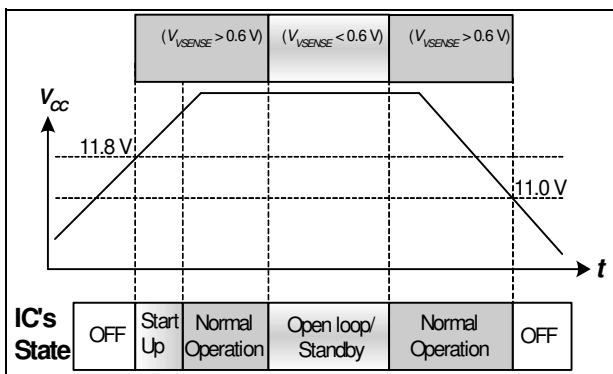 (V_VSENSE > 0.6 V) (V_VSENSE < 0.6 V) (V_VSENSE > 0.6 V)
V_CC
11.8 V
11.0 V
t
IC's
State
OFF
Start
Up
Normal
Operation
Open loop/
Standby
Normal
Operation
OFF